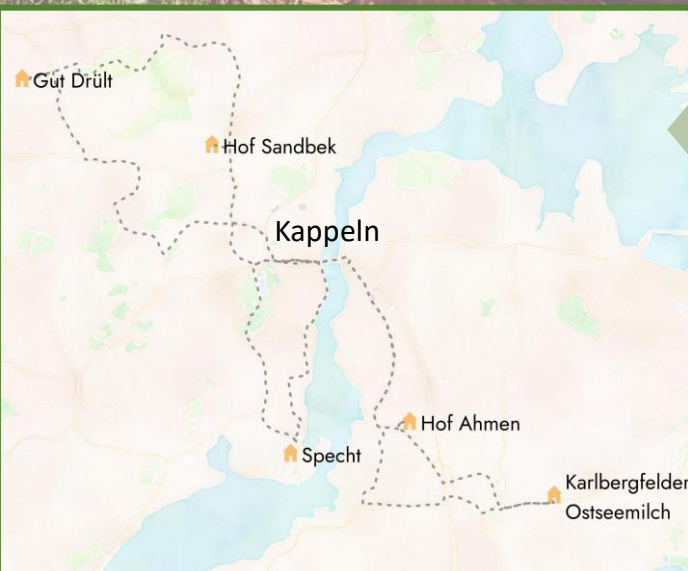 Gut Drült
Hof Sandbek
Kappeln
Hof Ahmen
Specht
Karlbergfelder
Ostseemilch